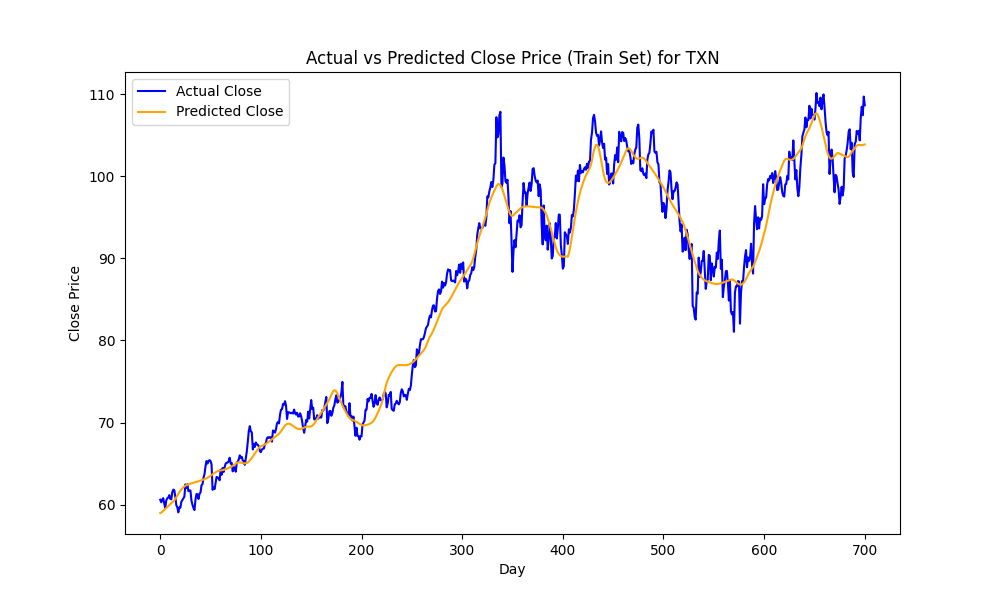 Actual vs Predicted Close Price (Train Set) for TXN
Actual Close
Predicted Close
110
100
90
80
70
60
Close Price
0 100 200 300 400 500 600 700
Day